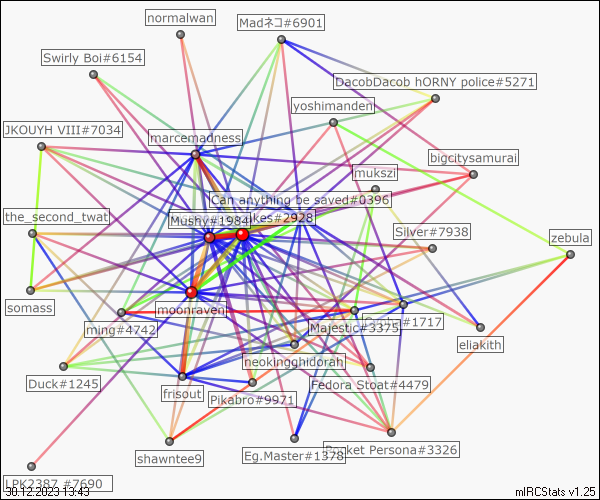 normalwan
Madネコ#6901
Swirly Boi#6154
DacobDacob hORNY police#5271
yoshimanden
JKOUYH VIII#7034
marcemadness
bigcitysamurai
mukszi
Can anything be saved#0396
the_second_twat
Mushy#1984
kes#2928
Silver#7938
zebula
somass
moonraven
ming#4742
Majestic#3375
#1717
eliakith
neokingghidorah
Duck#1245
frisout
Fedora Stoat#4479
Pikabro#9971
shawntee9
Eg.Master#1378
Persona#3326
LPK2387 #7690
30.12.2023 13:43
mIRCStats v1.25